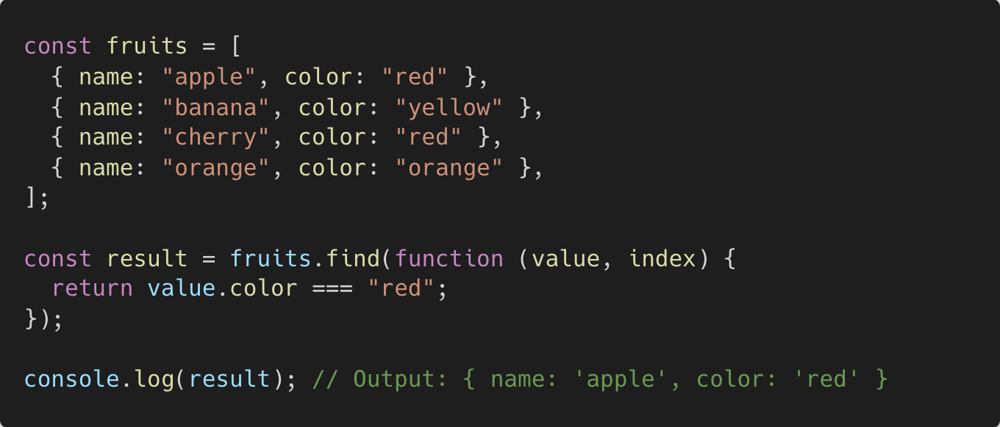 const fruits = [
  { name: "apple", color: "red" },
  { name: "banana", color: "yellow" },
  { name: "cherry", color: "red" },
  { name: "orange", color: "orange" },
];

const result = fruits.find(function (value, index) {
  return value.color === "red";
});

console.log(result); // Output: { name: 'apple', color: 'red' }